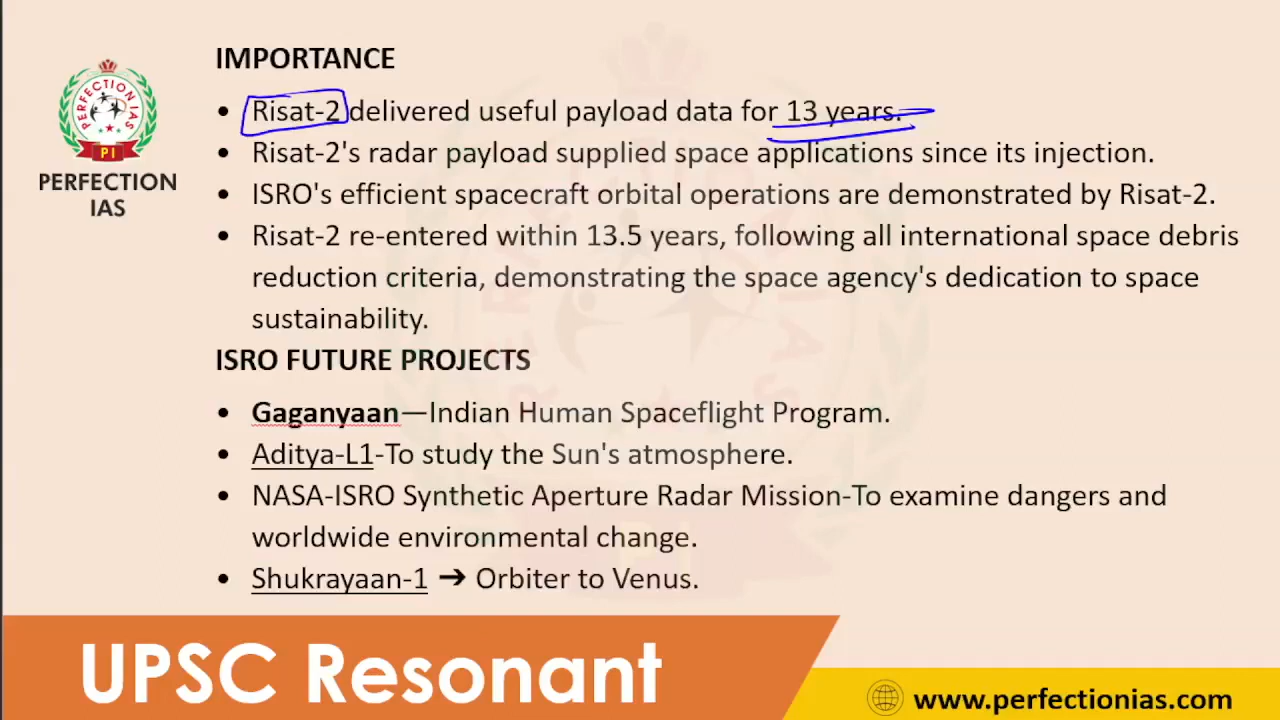 IMPORTANCE
• Risat-2 delivered useful payload data for 13 years.
• Risat-2's radar payload supplied space applications since its injection.
• ISRO's efficient spacecraft orbital operations are demonstrated by Risat-2.
• Risat-2 re-entered within 13.5 years, following all international space debris
reduction criteria, demonstrating the space agency's dedication to space
sustainability.
ISRO FUTURE PROJECTS
• Gaganyaan—Indian Human Spaceflight Program.
• Aditya-L1-To study the Sun's atmosphere.
• NASA-ISRO Synthetic Aperture Radar Mission-To examine dangers and
worldwide environmental change.
• Shukrayaan-1 ➔ Orbiter to Venus.
PERFECTION IAS
PI
PERFECTION
IAS
UPSC Resonant
www.perfectionias.com